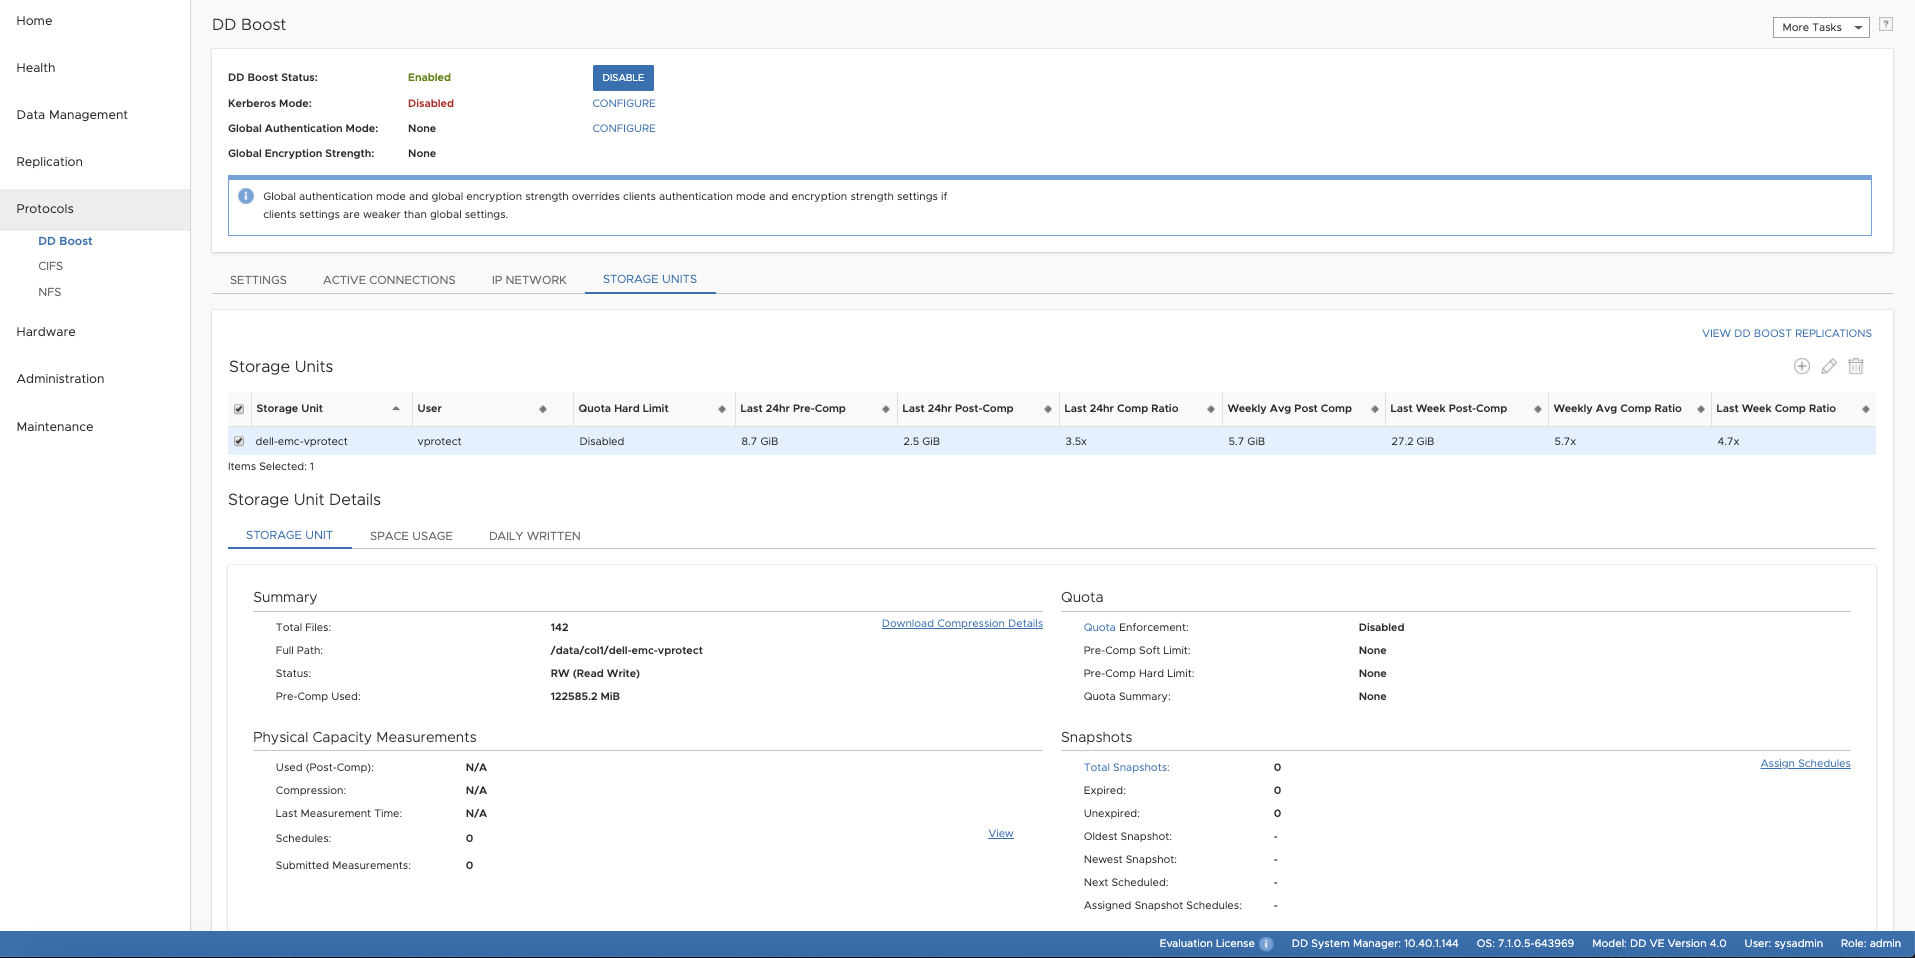 Home
Health
Data Management
Replication
Protocols
DD Boost
CIFS
NFS
Hardware
Administration
Maintenance
DD Boost
More Tasks
?
DD Boost Status: Enabled DISABLE
Kerberos Mode: Disabled CONFIGURE
Global Authentication Mode: None CONFIGURE
Global Encryption Strength: None
i Global authentication mode and global encryption strength overrides clients authentication mode and encryption strength settings if
clients settings are weaker than global settings.
SETTINGS ACTIVE CONNECTIONS IP NETWORK STORAGE UNITS
VIEW DD BOOST REPLICATIONS
Storage Units
Storage Unit User Quota Hard Limit Last 24hr Pre-Comp Last 24hr Post-Comp Last 24hr Comp Ratio Weekly Avg Post Comp Last Week Post-Comp Weekly Avg Comp Ratio Last Week Comp Ratio
dell-emc-vprotect vprotect Disabled 8.7 GiB 2.5 GiB 3.5x 5.7 GiB 27.2 GiB 5.7x 4.7x
Items Selected: 1
Storage Unit Details
STORAGE UNIT SPACE USAGE DAILY WRITTEN
Summary
Total Files: 142 Download Compression Details
Full Path: /data/col1/dell-emc-vprotect
Status: RW (Read Write)
Pre-Comp Used: 122585.2 MiB
Quota
Quota Enforcement: Disabled
Pre-Comp Soft Limit: None
Pre-Comp Hard Limit: None
Quota Summary: None
Physical Capacity Measurements
Used (Post-Comp): N/A
Compression: N/A
Last Measurement Time: N/A
Schedules: 0 View
Submitted Measurements: 0
Snapshots
Total Snapshots: 0 Assign Schedules
Expired: 0
Unexpired: 0
Oldest Snapshot: -
Newest Snapshot: -
Next Scheduled: -
Assigned Snapshot Schedules: -
Evaluation License i DD System Manager: 10.40.1.144 OS: 7.1.0.5-643969 Model: DD VE Version 4.0 User: sysadmin Role: admin